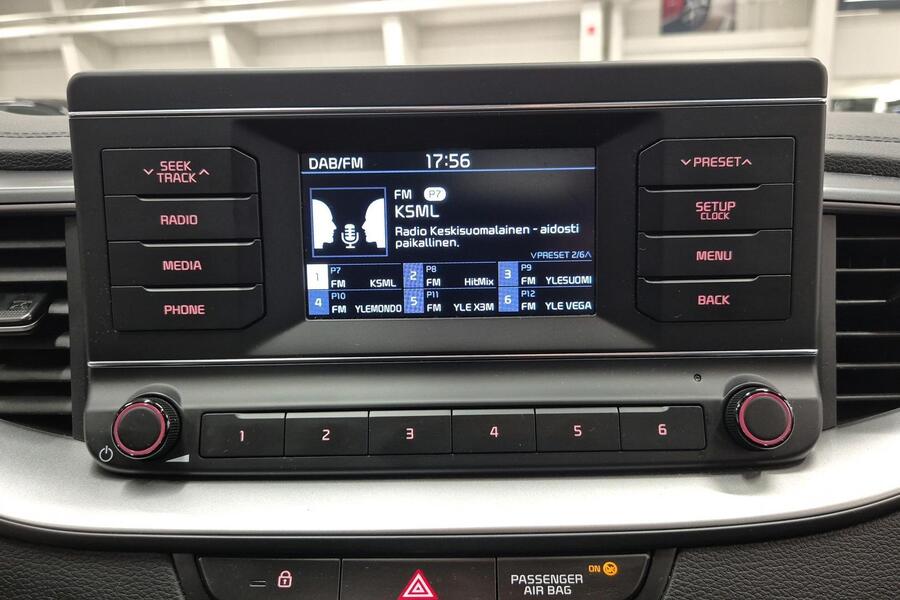 SEEK
TRACK
RADIO
MEDIA
PHONE
DAB/FM 17:56
FM P7
KSML
Radio Keskisuomalainen - aidosti
paikallinen.
PRESET 2/6
1 P7 FM KSML
2 P8 FM HitMix
3 P9 FM YLESUOMI
4 P10 FM YLEMONDO
5 P11 FM YLE X3M
6 P12 FM YLE VEGA
PRESET
SETUP
CLOCK
MENU
BACK
1 2 3 4 5 6
PASSENGER
AIR BAG
ON